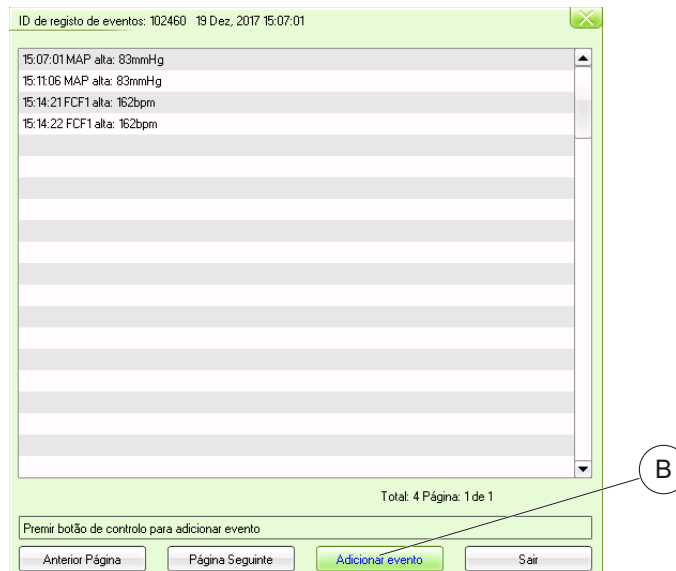 ID de registo de eventos: 102460 19 Dez, 2017 15:07:01
15:07:01 MAP alta: 83mmHg
15:11:06 MAP alta: 83mmHg
15:14:21 FCF1 alta: 162bpm
15:14:22 FCF1 alta: 162bpm
B
Total: 4 Página: 1 de 1
Premir botão de controlo para adicionar evento
Anterior Página Página Seguinte Adicionar evento Sair